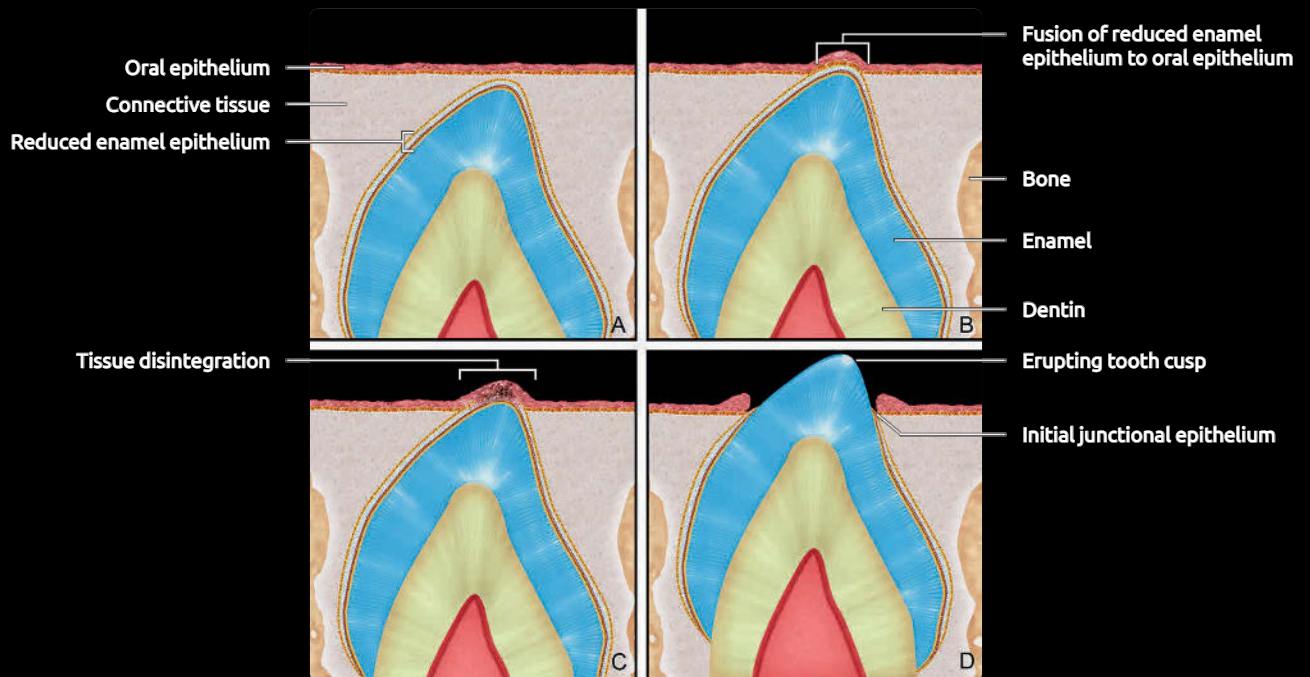 Oral epithelium
Connective tissue
Reduced enamel epithelium
A
Fusion of reduced enamel
epithelium to oral epithelium
Bone
Enamel
Dentin
B
Tissue disintegration
C
Erupting tooth cusp
Initial junctional epithelium
D